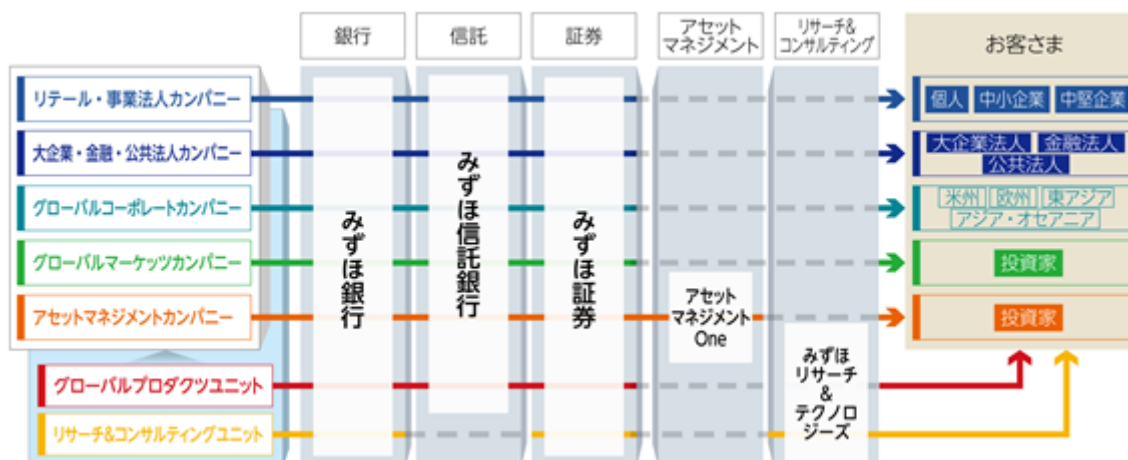 銀行
信託
証券
アセット
マネジメント
リサーチ&
コンサルティング
お客さま
リテール・事業法人カンパニー
個人 中小企業 中堅企業
大企業・金融・公共法人カンパニー
大企業法人 金融法人
公共法人
グローバルコーポレートカンパニー
米州 欧州 東アジア
アジア・オセアニア
グローバルマーケッツカンパニー
投資家
アセットマネジメントカンパニー
投資家
グローバルプロダクツユニット
リサーチ&コンサルティングユニット
みずほ銀行
みずほ信託銀行
みずほ証券
アセット
マネジメント
One
みずほ
リサーチ
&
テクノロ
ジーズ